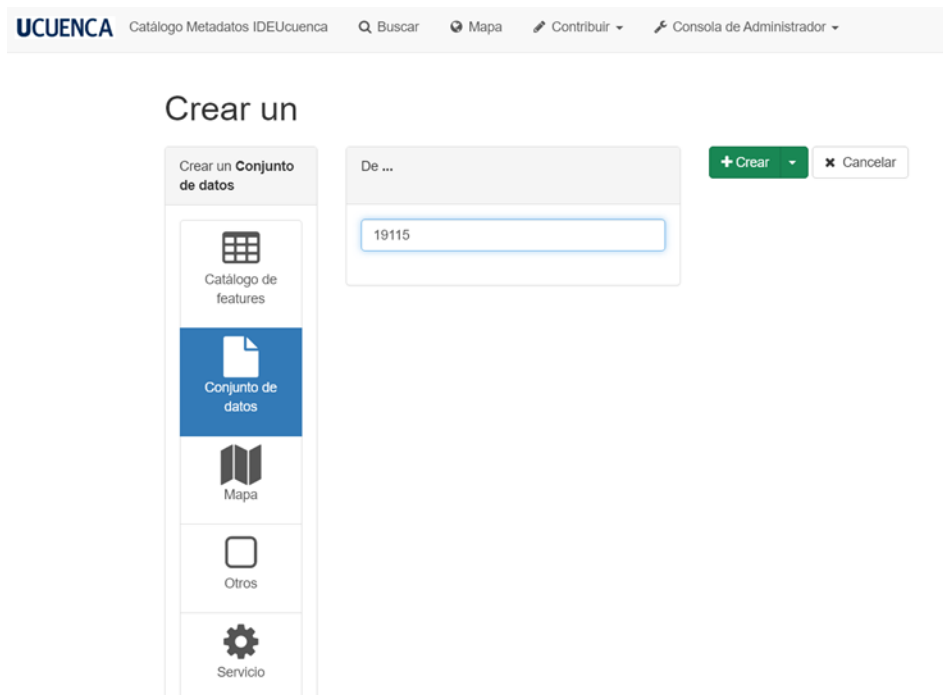 UCUENCA Catálogo Metadatos IDEUcuenca Buscar Mapa Contribuir Consola de Administrador
Crear un
Crear un Conjunto
de datos
De ...
Crear
Cancelar
19115
Catálogo de
features
Conjunto de
datos
Mapa
Otros
Servicio